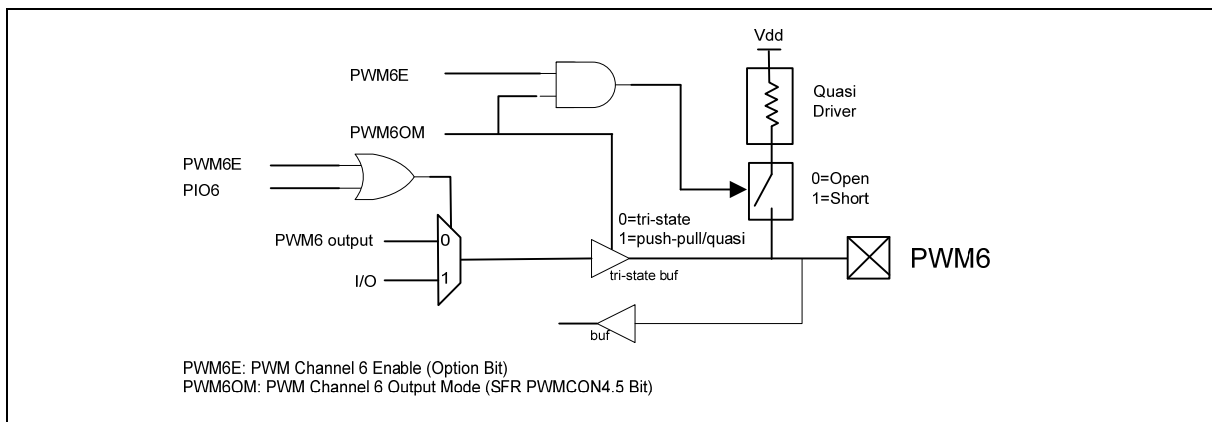 Vdd
PWM6E
Quasi
Driver
PWM6OM
PWM6E
PIO6
0=Open
1=Short
0=tri-state
1=push-pull/quasi
PWM6 output
0
I/O
1
tri-state buf
PWM6
buf
PWM6E: PWM Channel 6 Enable (Option Bit)
PWM6OM: PWM Channel 6 Output Mode (SFR PWMCON4.5 Bit)